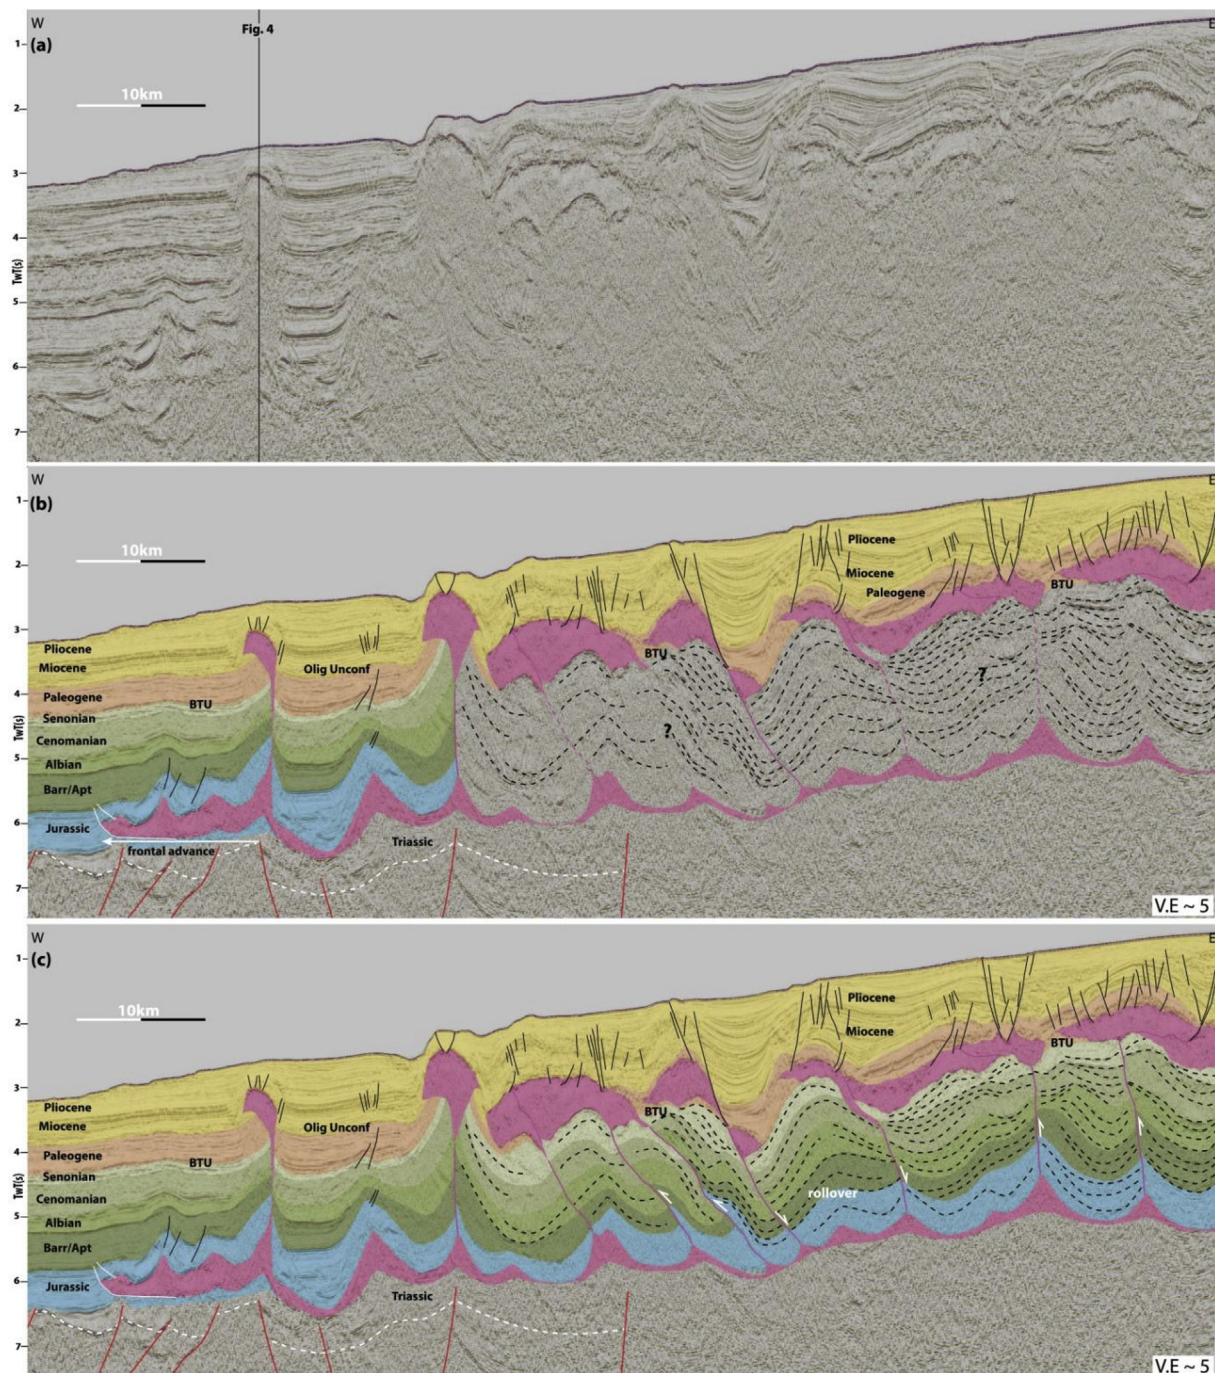 W
Fig. 4
E
(a)
1
10km
2
3
4
TwT(s)
5
6
7
W
E
(b)
1
10km
2
Pliocene
Miocene
Paleogene
BTU
3
Pliocene
Miocene
Olig Unconf
BTU
?
Paleogene
4
BTU
Senonian
TwT(s)
Cenomanian
?
5
Albian
Barr/Apt
6
Jurassic
Triassic
frontal advance
7
V.E ~ 5
W
E
(c)
1
10km
2
Pliocene
Miocene
BTU
3
Pliocene
Miocene
Olig Unconf
BTU
4
Paleogene
BTU
Senonian
TwT(s)
Cenomanian
rollover
5
Albian
Barr/Apt
6
Jurassic
Triassic
7
V.E ~ 5